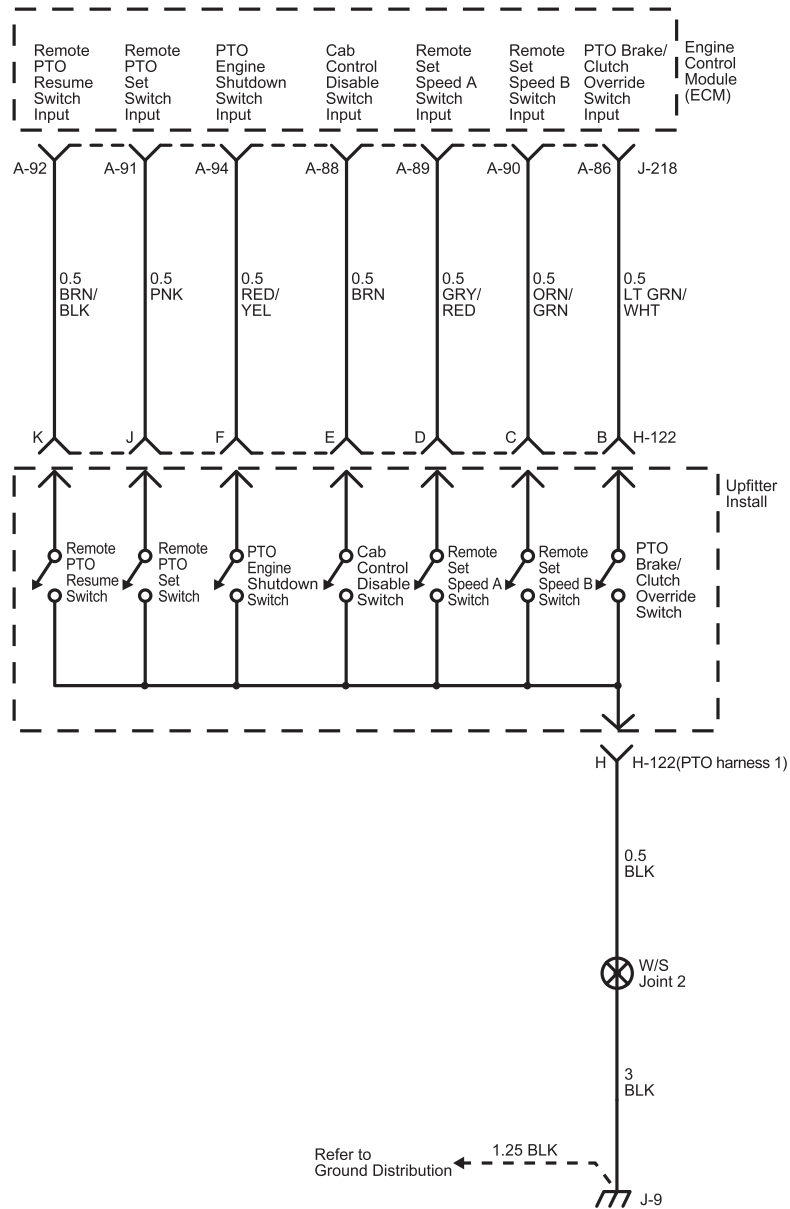 Remote
PTO
Resume
Switch
Input
Remote
PTO
Set
Switch
Input
PTO
Engine
Shutdown
Switch
Input
Cab
Control
Disable
Switch
Input
Remote
Set
Speed A
Switch
Input
Remote
Set
Speed B
Switch
Input
PTO Brake/
Clutch
Override
Switch
Input
Engine
Control
Module
(ECM)
A-92
A-91
A-94
A-88
A-89
A-90
A-86
J-218
0.5
BRN/
BLK
0.5
PNK
0.5
RED/
YEL
0.5
BRN
0.5
GRY/
RED
0.5
ORN/
GRN
0.5
LT GRN/
WHT
K
J
F
E
D
C
B
H-122
Upfitter
Install
Remote
PTO
Resume
Switch
Remote
PTO
Set
Switch
PTO
Engine
Shutdown
Switch
Cab
Control
Disable
Switch
Remote
Set
Speed A
Switch
Remote
Set
Speed B
Switch
PTO
Brake/
Clutch
Override
Switch
H
H-122(PTO harness 1)
0.5
BLK
W/S
Joint 2
3
BLK
Refer to
Ground Distribution
1.25 BLK
J-9